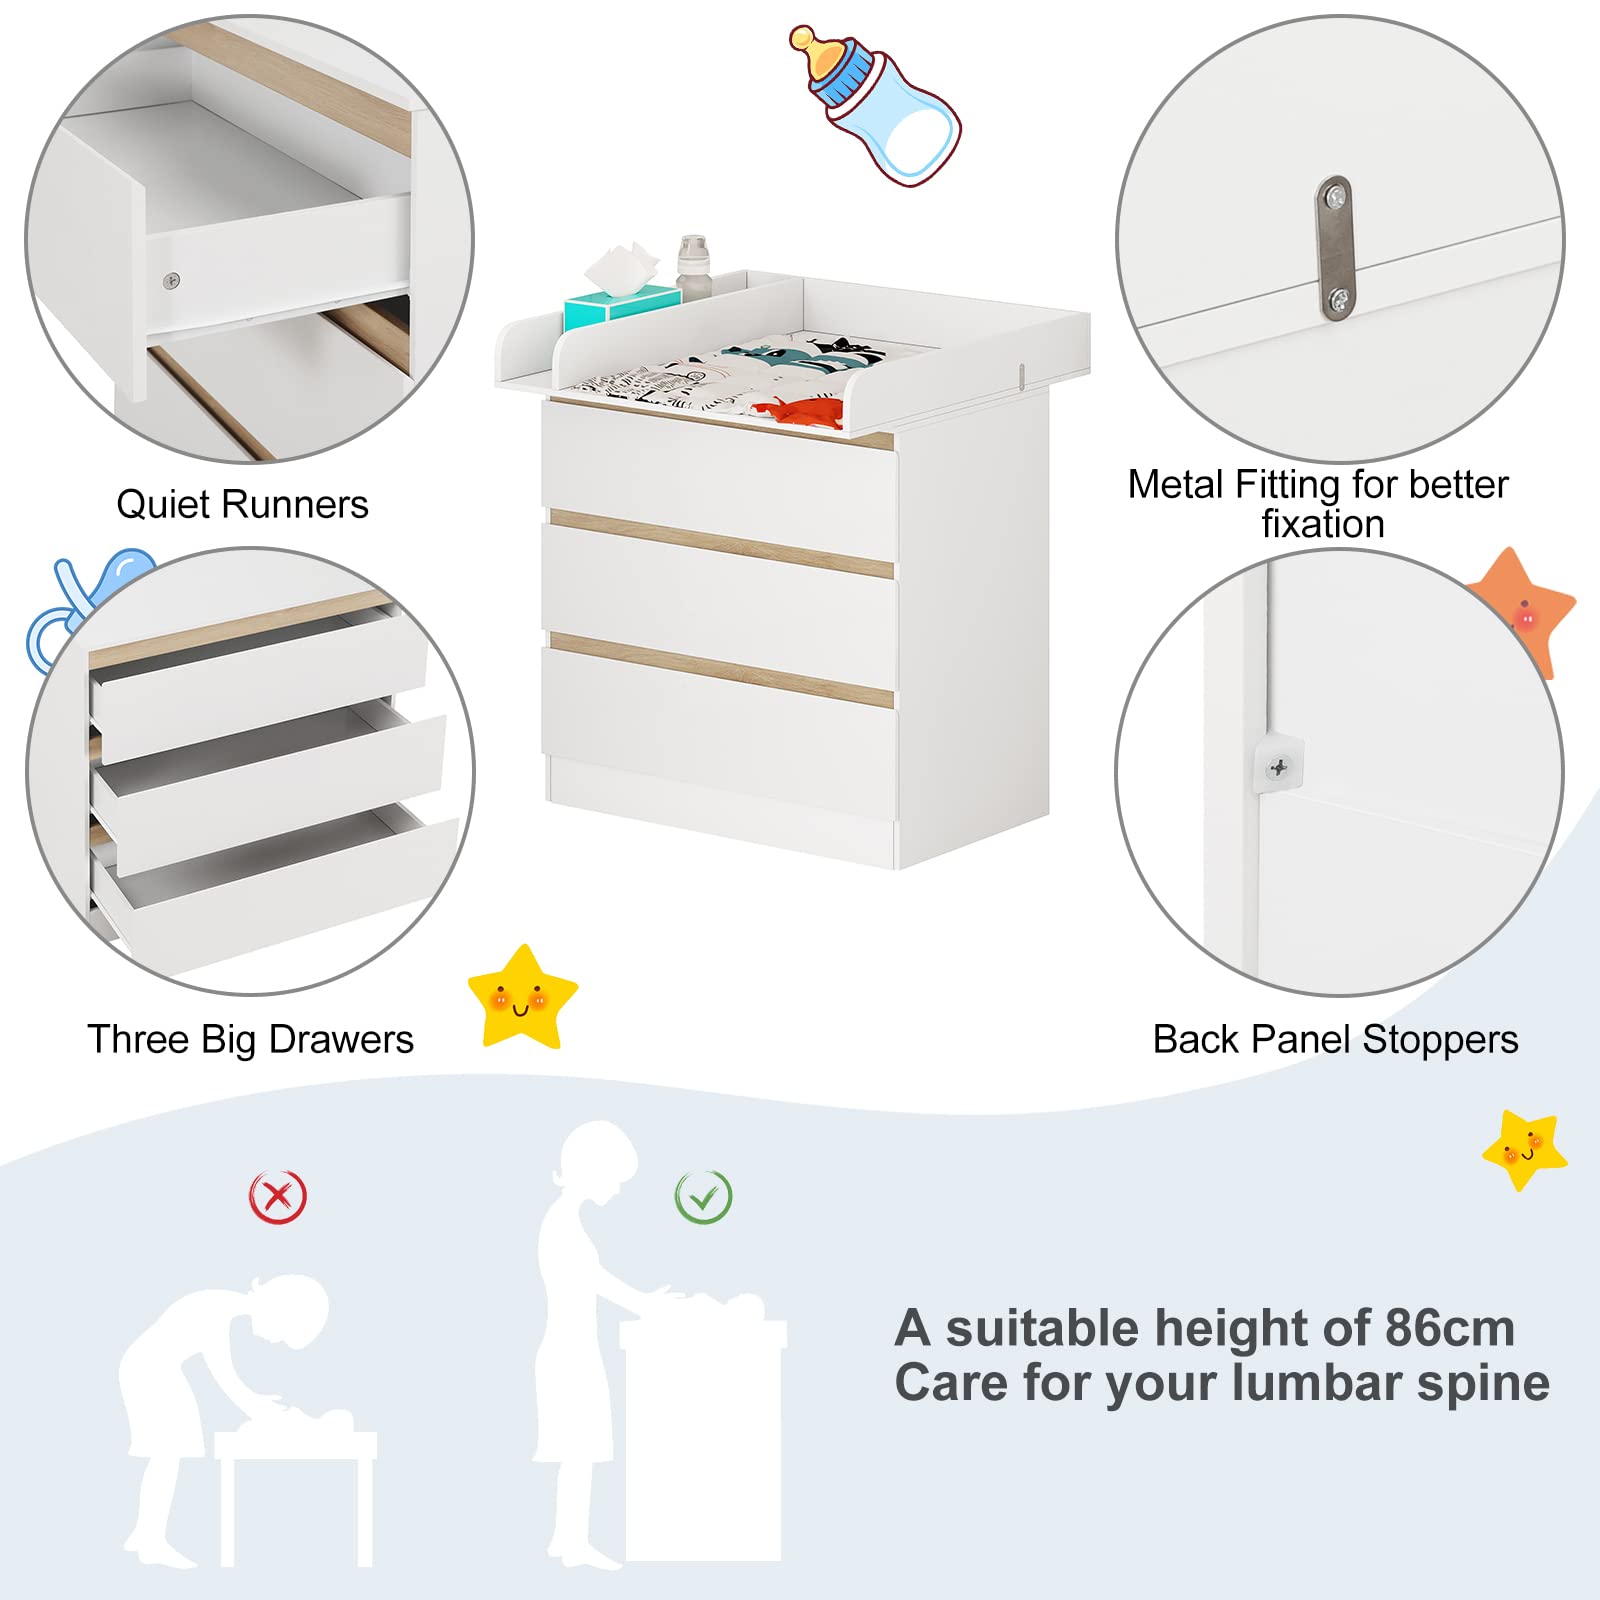 Quiet Runners
Metal Fitting for better
fixation
Three Big Drawers
Back Panel Stoppers
A suitable height of 86cm
Care for your lumbar spine